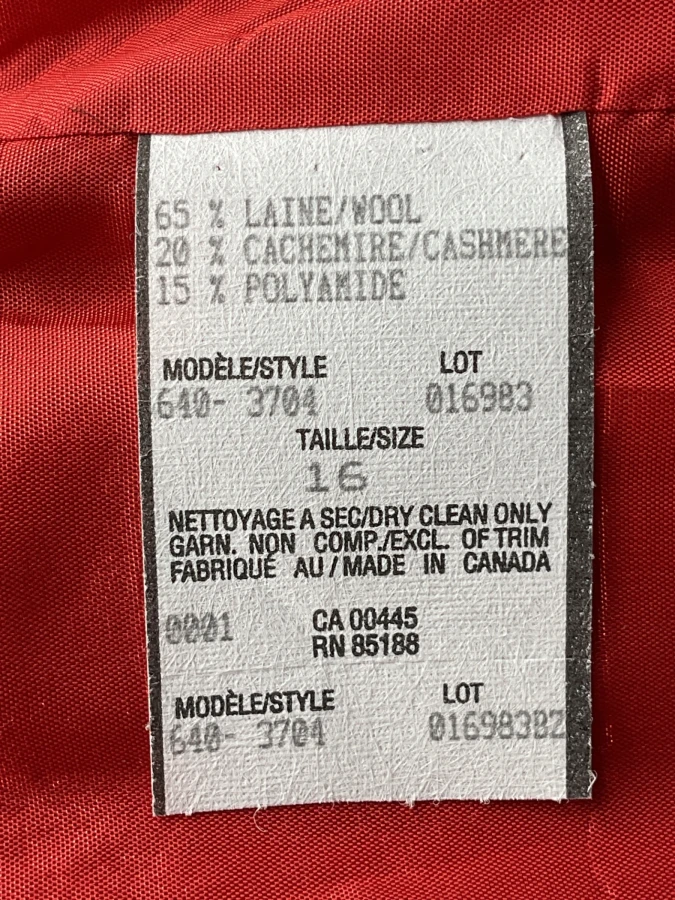 65 % LAINE/WOOL
20 % CACHEMIRE/CASHMERE
15 % POLYAMIDE
MODÈLE/STYLE LOT
640- 3704 016983
TAILLE/SIZE
16
NETTOYAGE A SEC/DRY CLEAN ONLY
GARN. NON COMP./EXCL. OF TRIM
FABRIQUÉ AU/MADE IN CANADA
0001 CA 00445
RN 85188
MODÈLE/STYLE LOT
640- 3704 016983BZ